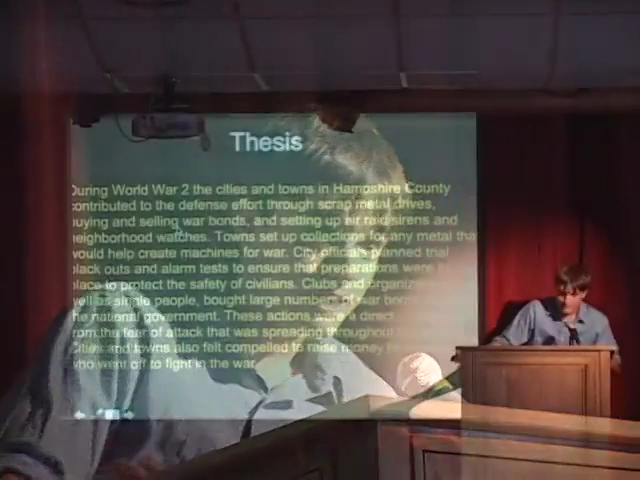 Thesis
During World War 2 the cities and towns in Hampshire County
contributed to the defense effort through scrap metal drives,
buying and selling war bonds, and setting up air raid sirens and
neighborhood watches. Towns set up collections for any metal that
would help create machines for war. City officials planned trial
black outs and alarm tests to ensure that preparations were in
place to protect the safety of civilians. Clubs and
well as single people, bought large numbers of war bonds
the national government. These actions were a direct
from the fear of attack that was spreading throughout
Cities and towns also felt compelled to raise money
who went off to fight in the war.